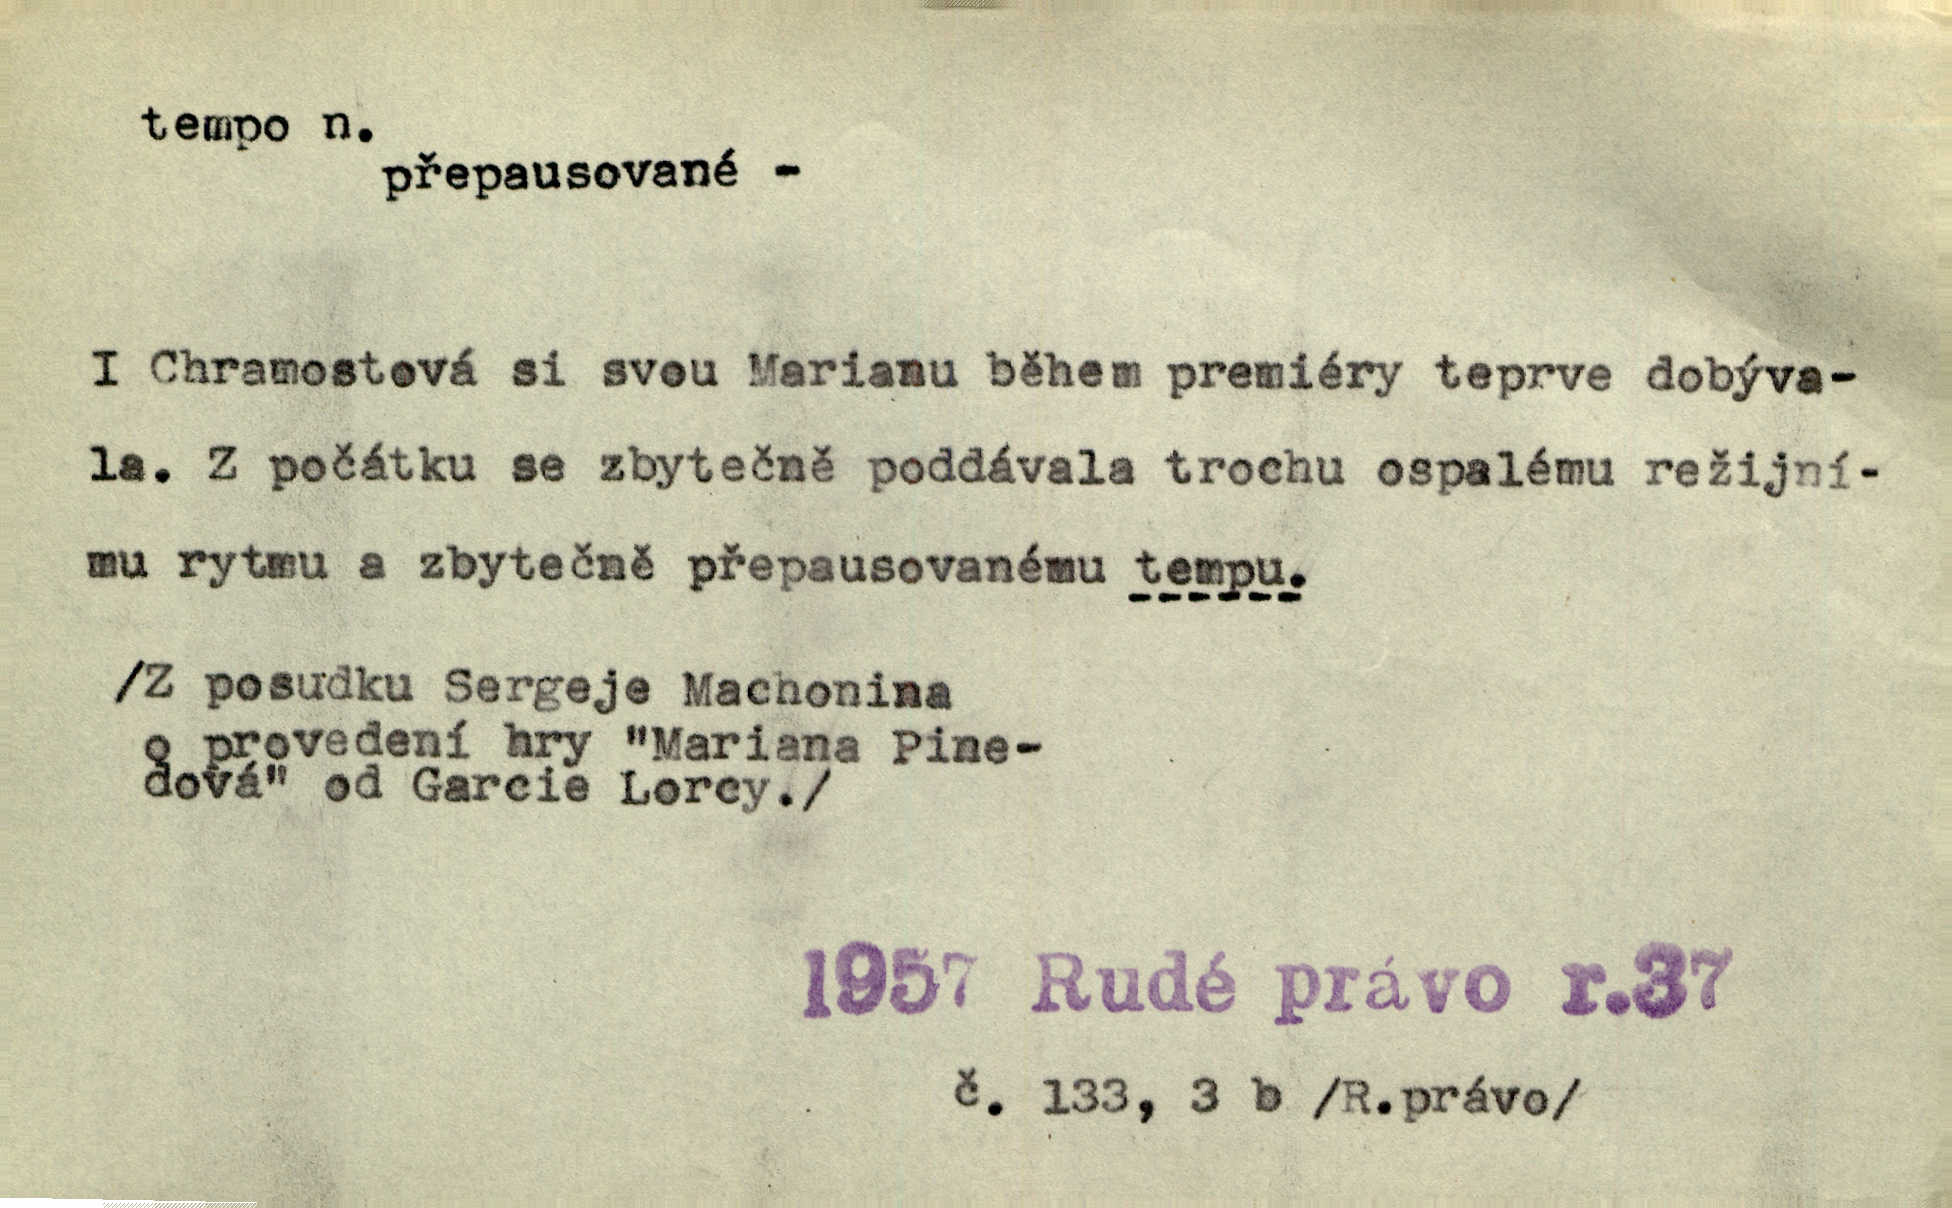 tempo n.
přepausované -
I Chramostová si svou Marianu během premiéry teprve dobýva-
la. Z počátku se zbytečně poddávala trochu ospalému režijní-
mu rytmu a zbytečně přepausovanému tempu.
/Z posudku Sergeje Machonina
o provedení hry "Mariana Pine-
dová" od Garcie Lorcy./
1957 Rudé právo r.37
č. 133, 3 b /R.právo/